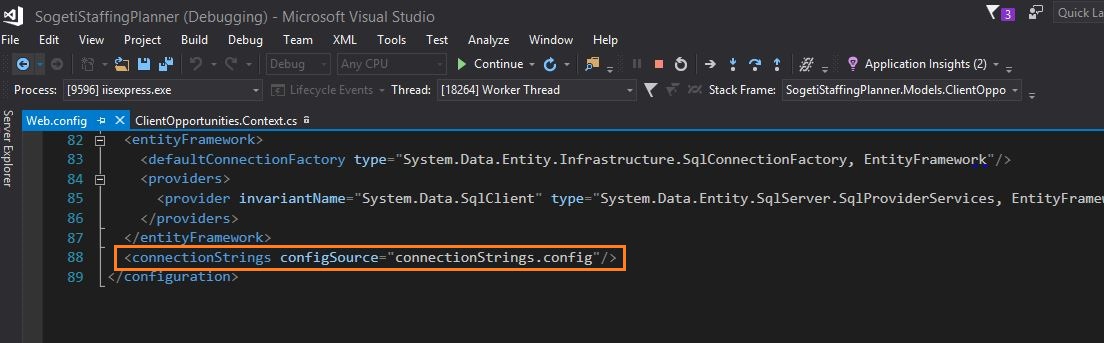 SogetiStaffingPlanner (Debugging) - Microsoft Visual Studio
3
Quick La
File Edit View Project Build Debug Team XML Tools Test Analyze Window Help
Debug Any CPU Continue Application Insights (2)
Process: [9596] iisexpress.exe Lifecycle Events Thread: [18264] Worker Thread Stack Frame: SogetiStaffingPlanner.Models.ClientOppo
Server Explorer
Web.config ClientOpportunities.Context.cs
82 <entityFramework>
83 <defaultConnectionFactory type="System.Data.Entity.Infrastructure.SqlConnectionFactory, EntityFramework"/>
84 <providers>
85 <provider invariantName="System.Data.SqlClient" type="System.Data.Entity.SqlServer.SqlProviderServices, EntityFramew
86 </providers>
87 </entityFramework>
88 <connectionStrings configSource="connectionStrings.config"/>
89 </configuration>